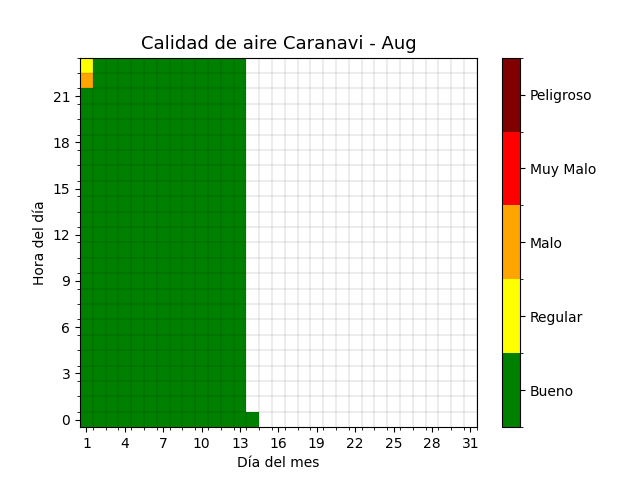 Calidad de aire Caranavi - Aug
Hora del día
21
18
15
12
9
6
3
0
1 4 7 10 13 16 19 22 25 28 31
Día del mes
Peligroso
Muy Malo
Malo
Regular
Bueno